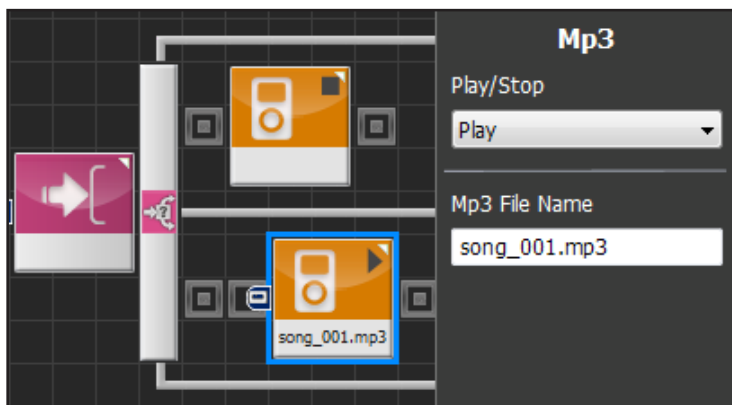 Mp3
Play/Stop
Play
Mp3 File Name
song_001.mp3
?
song_001.mp3